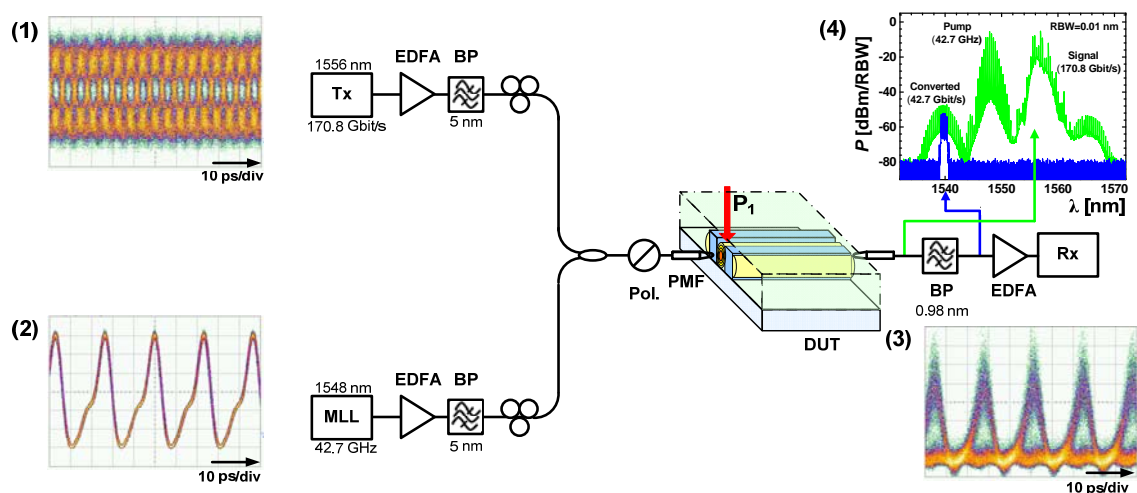 (1)
10 ps/div
(2)
10 ps/div
1556 nm
Tx
170.8 Gbit/s
EDFA
BP
5 nm
1548 nm
MLL
42.7 GHz
EDFA
BP
5 nm
Pol.
PMF
P1
DUT
(4)
P [dBm/RBW]
0
-20
-40
-60
-80
Pump
(42.7 GHz)
RBW=0.01 nm
Signal
(170.8 Gbit/s)
Converted
(42.7 Gbit/s)
1540
1550
1560
1570
λ [nm]
BP
0.98 nm
EDFA
Rx
(3)
10 ps/div